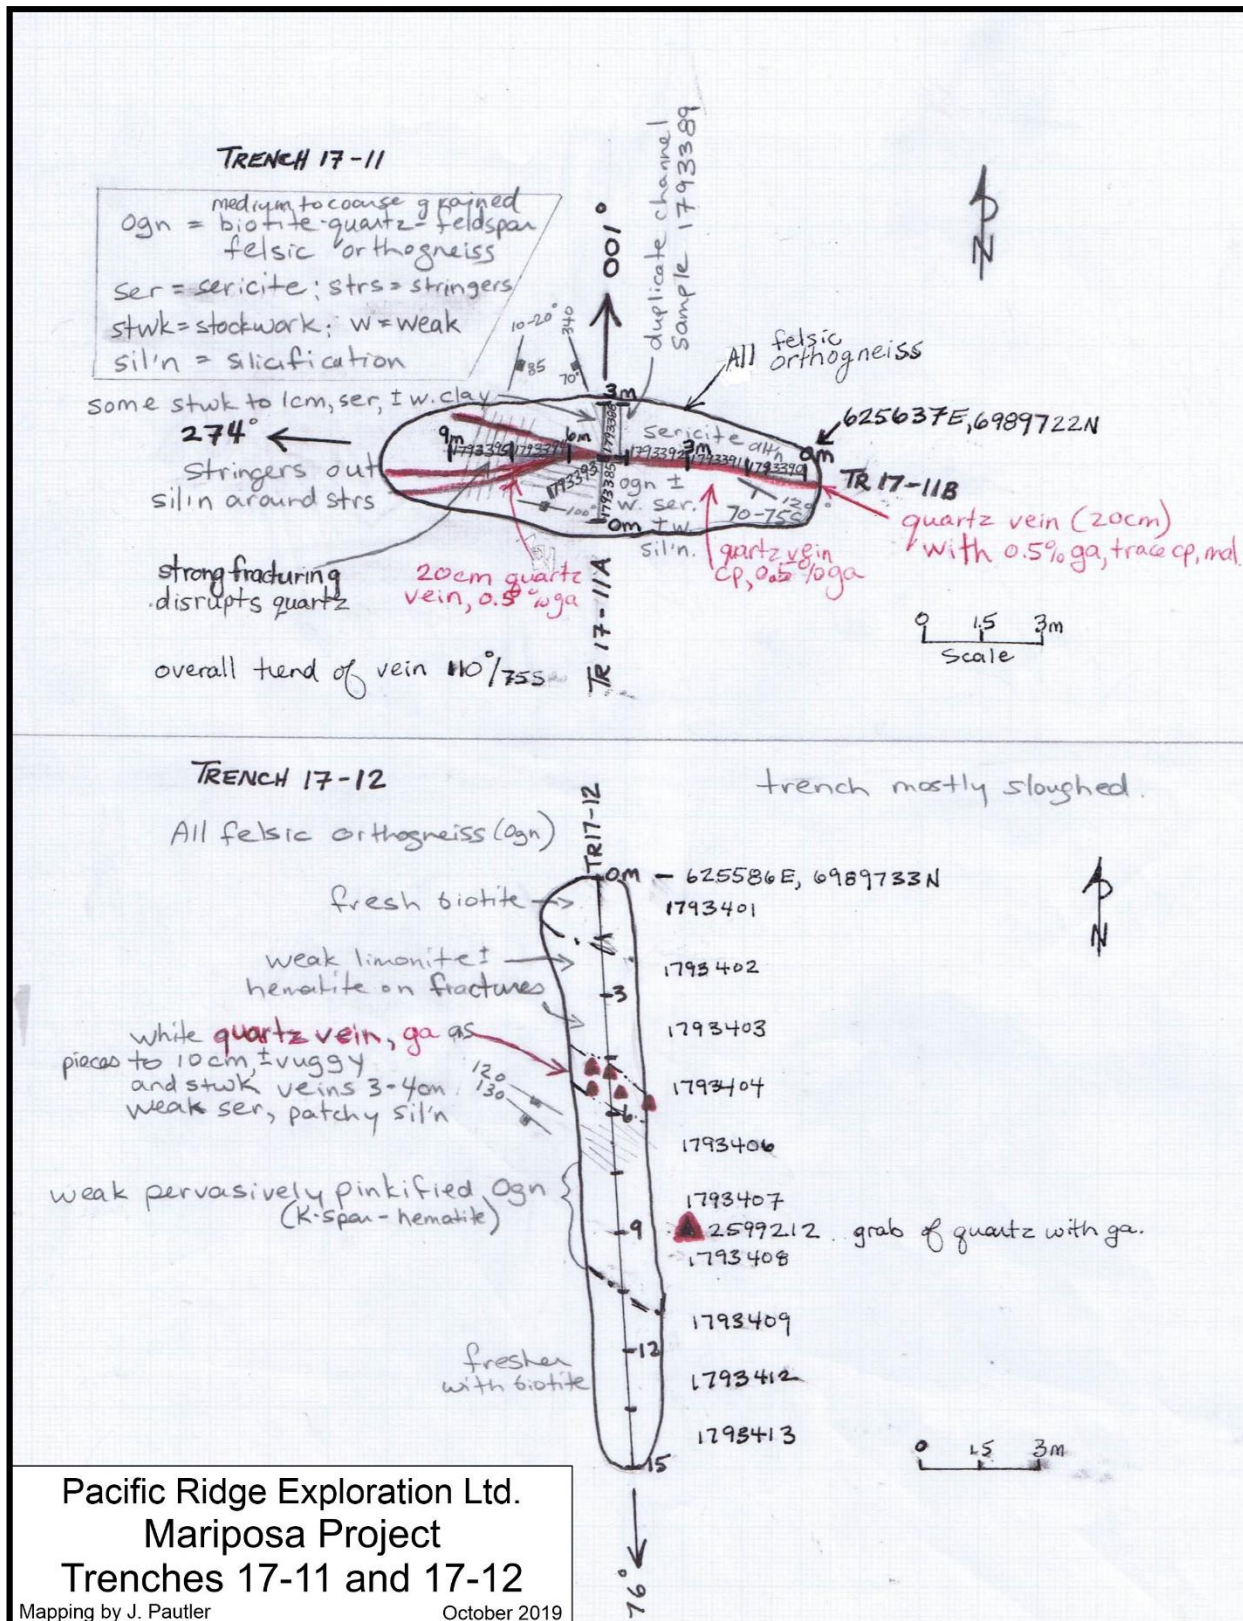 TRENCH 17-11
medium to coarse grained
ogn = biotite-quartz-feldspar
felsic orthogneiss
ser = sericite; strs = stringers
stwk = stockwork; w = weak
sil'n = silicification
001°
duplicate channel
sample 1793389
N
10-20°
85
340
70°
All felsic
orthogneiss
some stwk to 1cm, ser, ± w. clay
274°
Stringers out
sil'n around strs
3m
625637E, 6989722N
9m
6m
3m
0m
sericite alt'n
1793395
1793394
1793393
1793392
1793391
1793390
1793385
ogn ±
w. ser.
± w.
sil'n.
0m
100°
70-75S
TR 17-11B
quartz vein (20cm)
with 0.5% ga, trace cp, mal.
strong fracturing
disrupts quartz
20cm quartz
vein, 0.5% ga
quartz vein
cp, 0.5% ga
TR 17-11A
0 1.5 3m
Scale
overall trend of vein 110°/75S
TRENCH 17-12
trench mostly sloughed.
All felsic orthogneiss (Ogn)
TR17-12
0m - 625586E, 6989733N
N
fresh biotite
1793401
weak limonite ±
hematite on fractures
1793402
3
1793403
white quartz vein, ga as
pieces to 10cm, ± vuggy
and stwk veins 3-4cm
weak ser, patchy sil'n
120
130
1793404
6
1793406
weak pervasively pinkified Ogn
(K-spar-hematite)
1793407
9
2599212 grab of quartz with ga.
1793408
1793409
12
fresher
with biotite
1793412
1793413
15
0 1.5 3m
76°
Pacific Ridge Exploration Ltd.
Mariposa Project
Trenches 17-11 and 17-12
Mapping by J. Pautler October 2019